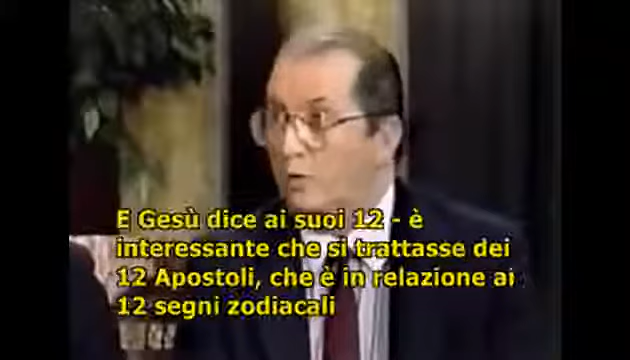 E Gesù dice ai suoi 12 - è
interessante che si trattasse dei
12 Apostoli, che è in relazione ai
12 segni zodiacali